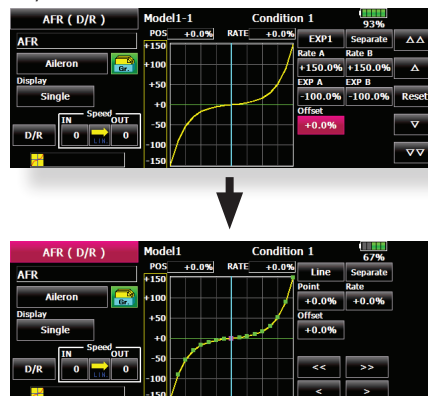 AFR ( D/R ) Model1-1 Condition 1 93%
POS +0.0% RATE +0.0% EXP1 Separate
AFR +150 Rate A Rate B
Aileron Gr. +100 +150.0% +150.0%
Display +50 EXP A EXP B
Single +0 -100.0% -100.0% Reset
Speed Offset
IN OUT -50 +0.0%
D/R 0 LIN. 0 -100
-150
AFR ( D/R ) Model1 Condition 1 67%
POS +0.0% RATE +0.0% Line Separate
AFR +150 Point Rate
Aileron Gr. +100 +0.0% +0.0%
Display +50 Offset
Single +0 +0.0%
Speed
IN OUT -50 << >>
D/R 0 LIN. 0 -100 < >
-150